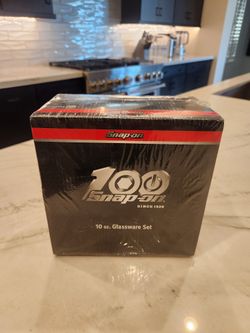 Snap-on
100
Snap-on
SINCE 1920
10 oz. Glassware Set